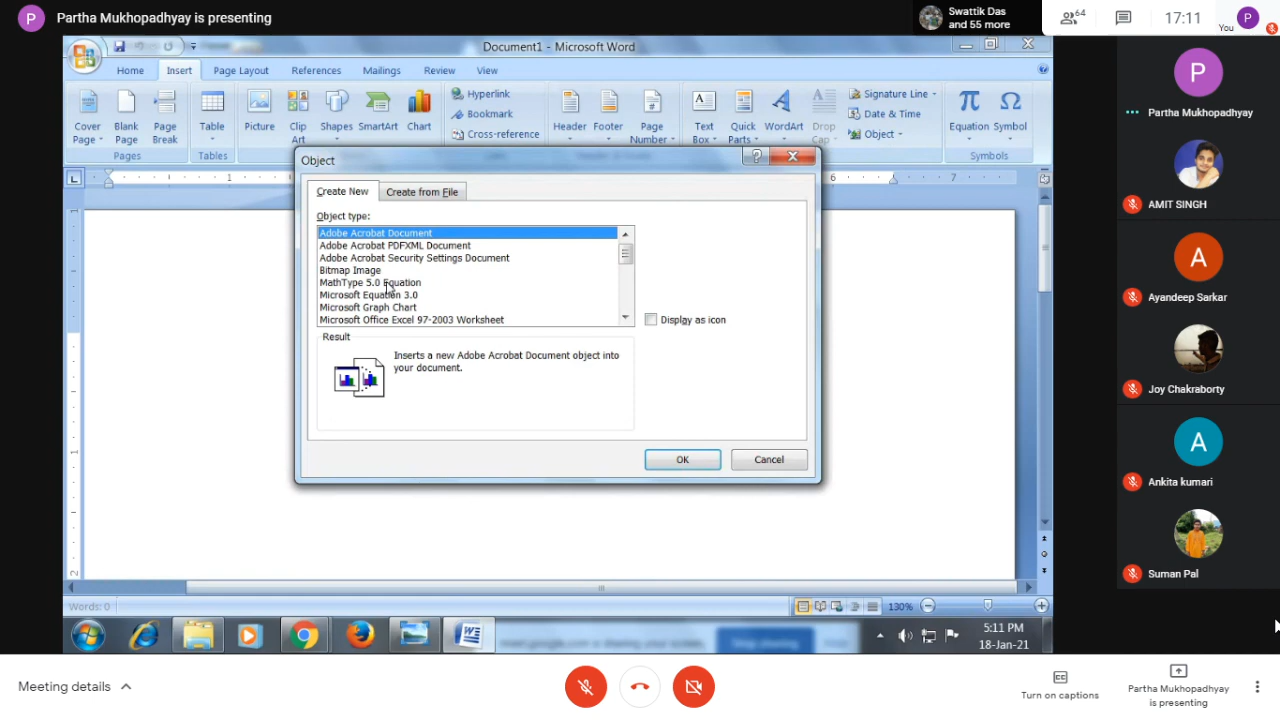 P Partha Mukhopadhyay is presenting
Swattik Das
and 55 more
64
17:11
You
P
Document1 - Microsoft Word
Home Insert Page Layout References Mailings Review View
Cover
Page
Blank
Page
Page
Break
Table
Picture
Clip
Art
Shapes
SmartArt
Chart
Hyperlink
Bookmark
Cross-reference
Header
Footer
Page
Number
Text
Box
Quick
Parts
WordArt
Drop
Cap
Signature Line
Date & Time
Object
Equation
Symbol
Pages
Tables
Symbols
Object
Create New
Create from File
Object type:
Adobe Acrobat Document
Adobe Acrobat PDFXML Document
Adobe Acrobat Security Settings Document
Bitmap Image
MathType 5.0 Equation
Microsoft Equation 3.0
Microsoft Graph Chart
Microsoft Office Excel 97-2003 Worksheet
Display as icon
Result
Inserts a new Adobe Acrobat Document object into
your document.
OK
Cancel
1
6
7
1
1
2
Words: 0
130%
5:11 PM
18-Jan-21
P
Partha Mukhopadhyay
AMIT SINGH
A
Ayandeep Sarkar
Joy Chakraborty
A
Ankita kumari
Suman Pal
Meeting details
Turn on captions
Partha Mukhopadhyay
is presenting